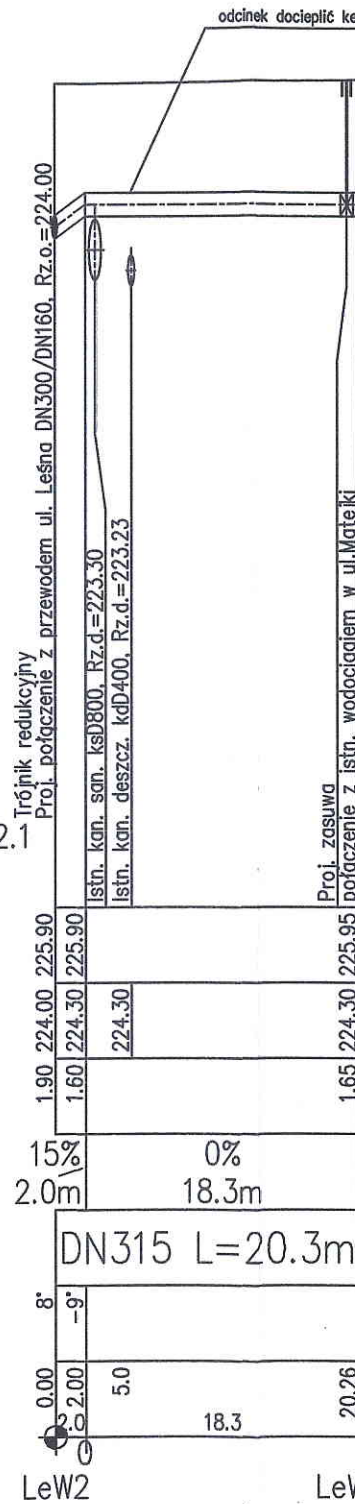 odcinek docieplić ke
Trójnik redukcyjny
Proj. połączenie z przewodem ul. Leśna DN300/DN160, Rz.o.=224.00
Istn. kan. san. ksD800, Rz.d.=223.30
Istn. kan. deszcz. kdD400, Rz.d.=223.23
Proj. zasuwa
połączenie z istn. wodociągiem w ul.Matejki
2.1
225.90 225.90 225.95
224.00 224.30 224.30 224.30
1.90 1.60 1.65
15% 0%
2.0m 18.3m
DN315 L=20.3m
8° -9°
0.00 2.00 5.0 20.26
2.0 18.3
0
LeW2 LeW